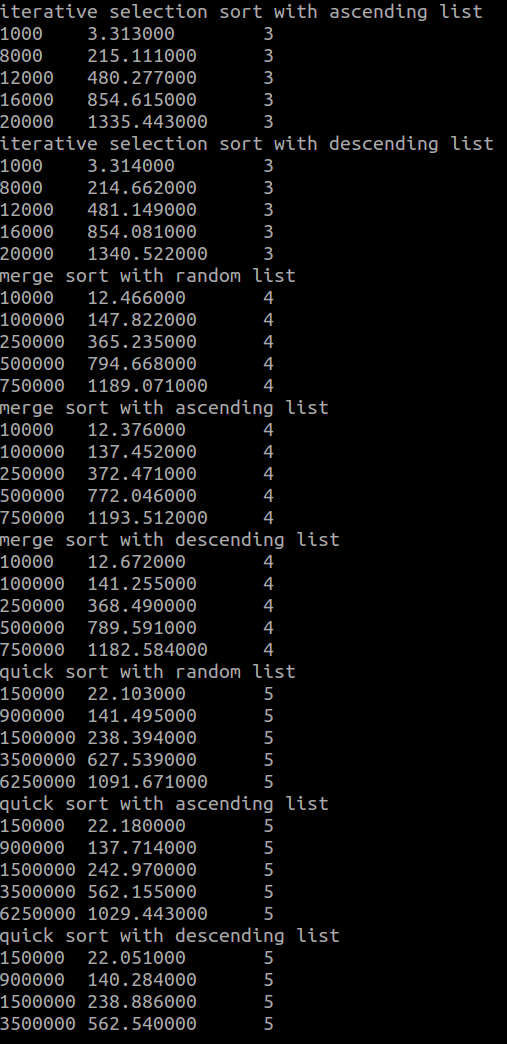 iterative selection sort with ascending list
1000    3.313000        3
8000    215.111000      3
12000   480.277000      3
16000   854.615000      3
20000   1335.443000     3
iterative selection sort with descending list
1000    3.314000        3
8000    214.662000      3
12000   481.149000      3
16000   854.081000      3
20000   1340.522000     3
merge sort with random list
10000   12.466000       4
100000  147.822000      4
250000  365.235000      4
500000  794.668000      4
750000  1189.071000     4
merge sort with ascending list
10000   12.376000       4
100000  137.452000      4
250000  372.471000      4
500000  772.046000      4
750000  1193.512000     4
merge sort with descending list
10000   12.672000       4
100000  141.255000      4
250000  368.490000      4
500000  789.591000      4
750000  1182.584000     4
quick sort with random list
150000  22.103000       5
900000  141.495000      5
1500000 238.394000      5
3500000 627.539000      5
6250000 1091.671000     5
quick sort with ascending list
150000  22.180000       5
900000  137.714000      5
1500000 242.970000      5
3500000 562.155000      5
6250000 1029.443000     5
quick sort with descending list
150000  22.051000       5
900000  140.284000      5
1500000 238.886000      5
3500000 562.540000      5